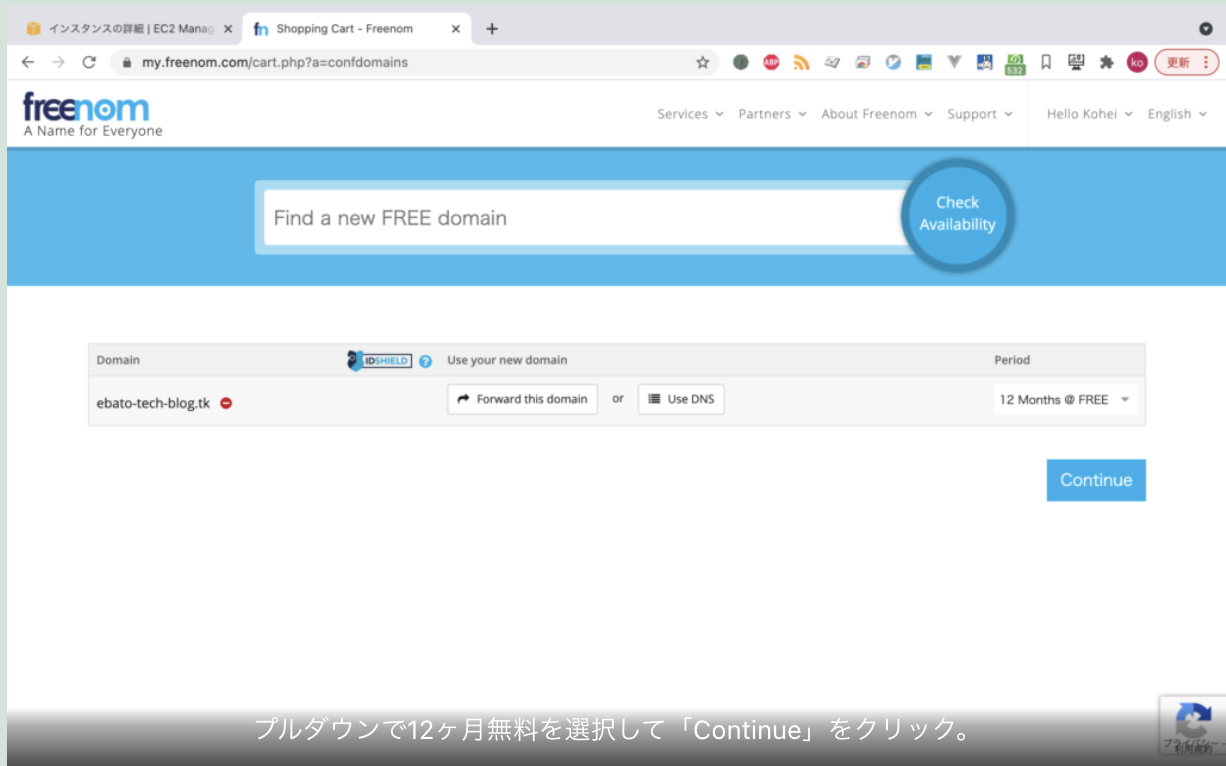 インスタンスの詳細 | EC2 Manag
fn Shopping Cart - Freenom
my.freenom.com/cart.php?a=confdomains
ABP
532
ko
更新
freenom
A Name for Everyone
Services Partners About Freenom Support Hello Kohei English
Find a new FREE domain
Check
Availability
Domain IDSHIELD ? Use your new domain Period
ebato-tech-blog.tk Forward this domain or Use DNS 12 Months @ FREE
Continue
プルダウンで12ヶ月無料を選択して「Continue」をクリック。
プライバシー -
利用規約